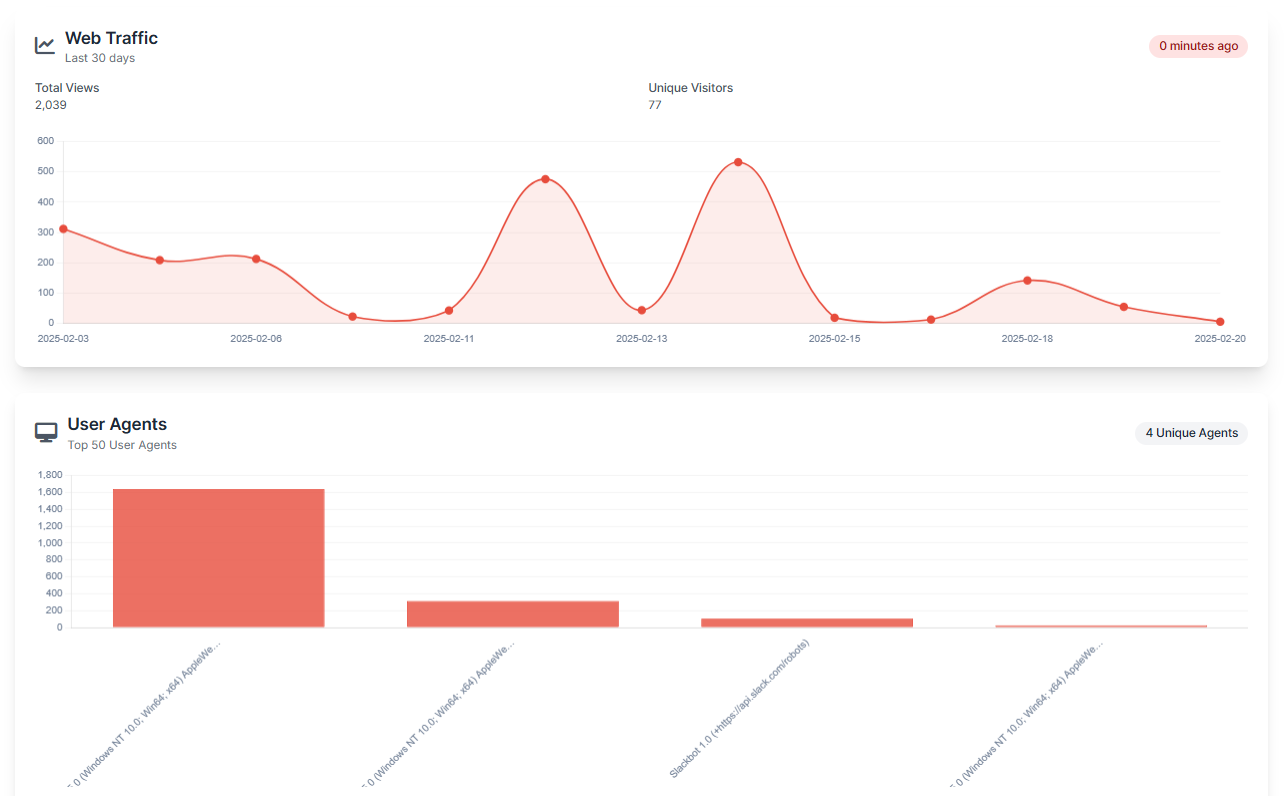 Web Traffic
Last 30 days
0 minutes ago
Total Views
Unique Visitors
2,039
77
600
500
400
300
200
100
0
2025-02-03
2025-02-06
2025-02-11
2025-02-13
2025-02-15
2025-02-18
2025-02-20
User Agents
Top 50 User Agents
4 Unique Agents
1,800
1,600
1,400
1,200
1,000
800
600
400
200
0
.0 (Windows NT 10.0; Win64; x64) AppleWe...
.0 (Windows NT 10.0; Win64; x64) AppleWe...
Slackbot 1.0 (+https://api.slack.com/robots)
.0 (Windows NT 10.0; Win64; x64) AppleWe...